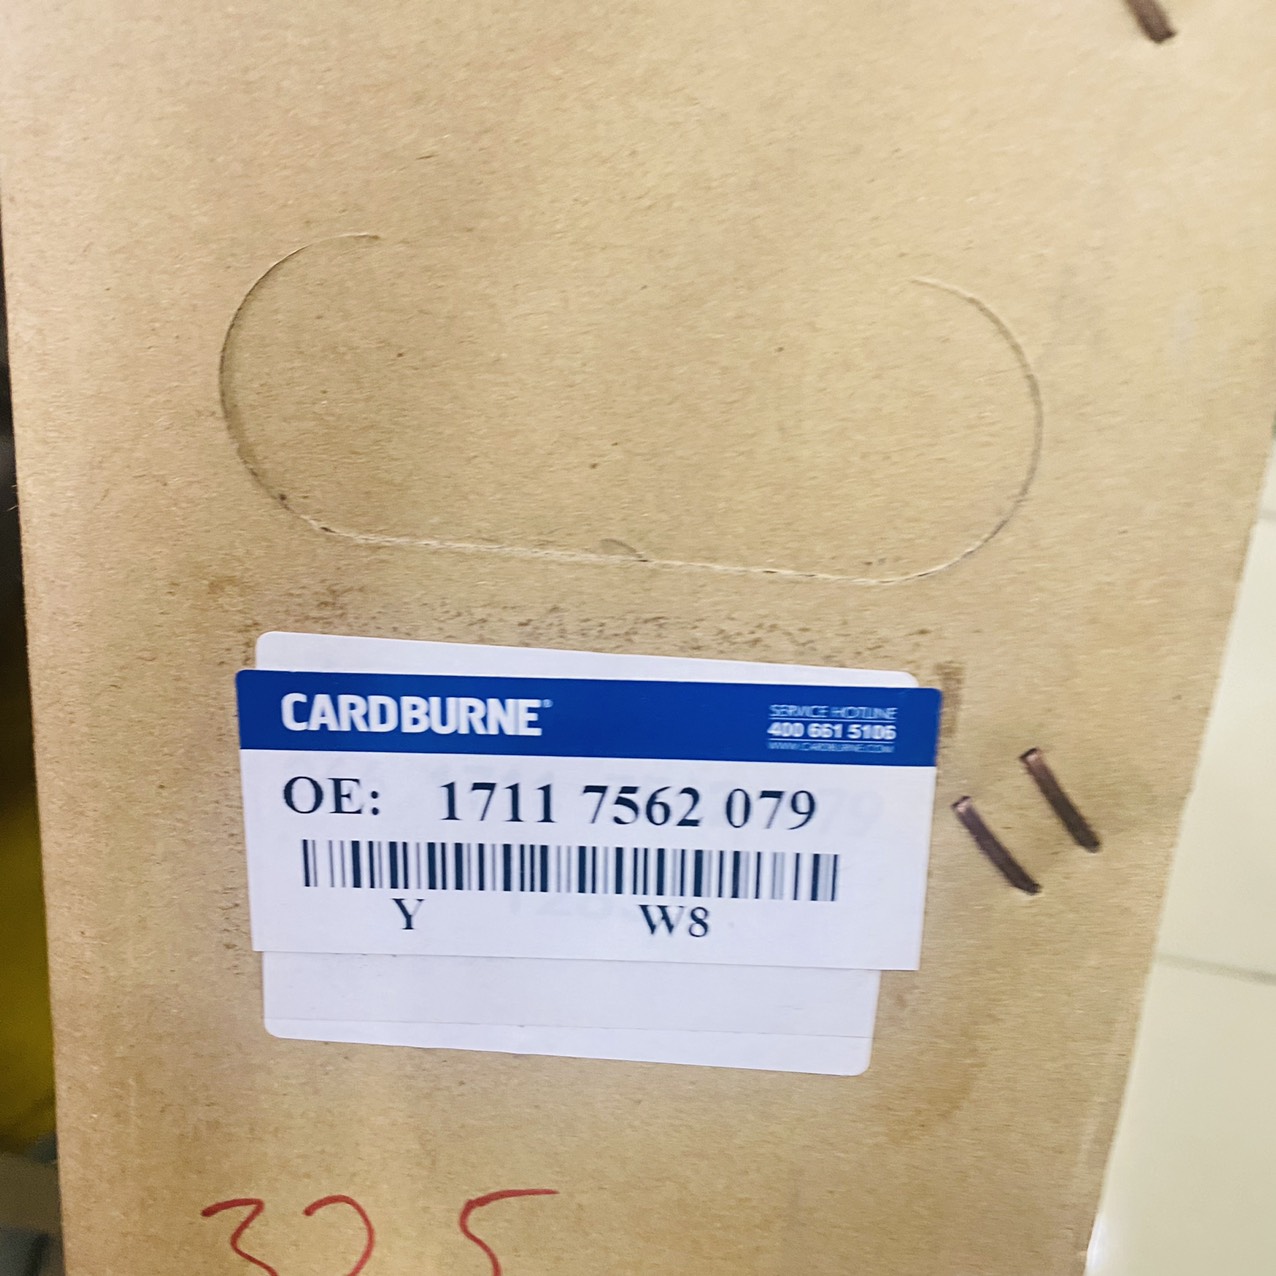 CARDBURNE®
SERVICE HOTLINE
400 661 5106
WWW.CARDBURNE.COM
OE: 1711 7562 079
Y W8
325